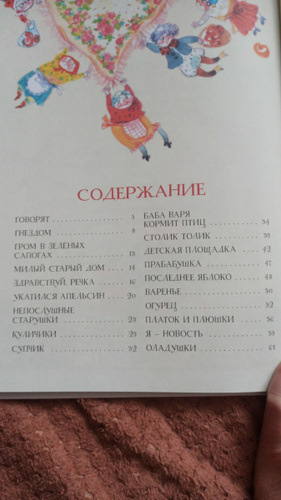 СОДЕРЖАНИЕ
ГОВОРЯТ
ГНЕЗДОМ
ГРОМ В ЗЕЛЁНЫХ
САПОГАХ
МИЛЫЙ СТАРЫЙ ДОМ
ЗДРАВСТВУЙ, РЕЧКА
УКАТИЛСЯ АПЕЛЬСИН
НЕПОСЛУШНЫЕ
СТАРУШКИ
КУЛИЧИКИ
СУПЧИК
БАБА ВАРЯ
КОРМИТ ПТИЦ
СТОЛИК ТОЛИК
ДЕТСКАЯ ПЛОЩАДКА
ПРАБАБУШКА
ПОСЛЕДНЕЕ ЯБЛОКО
ВАРЕНЬЕ
ОГУРЕЦ
ПЛАТОК И ПЛЮШКИ
Я – НОВОСТЬ
ОЛАДУШКИ